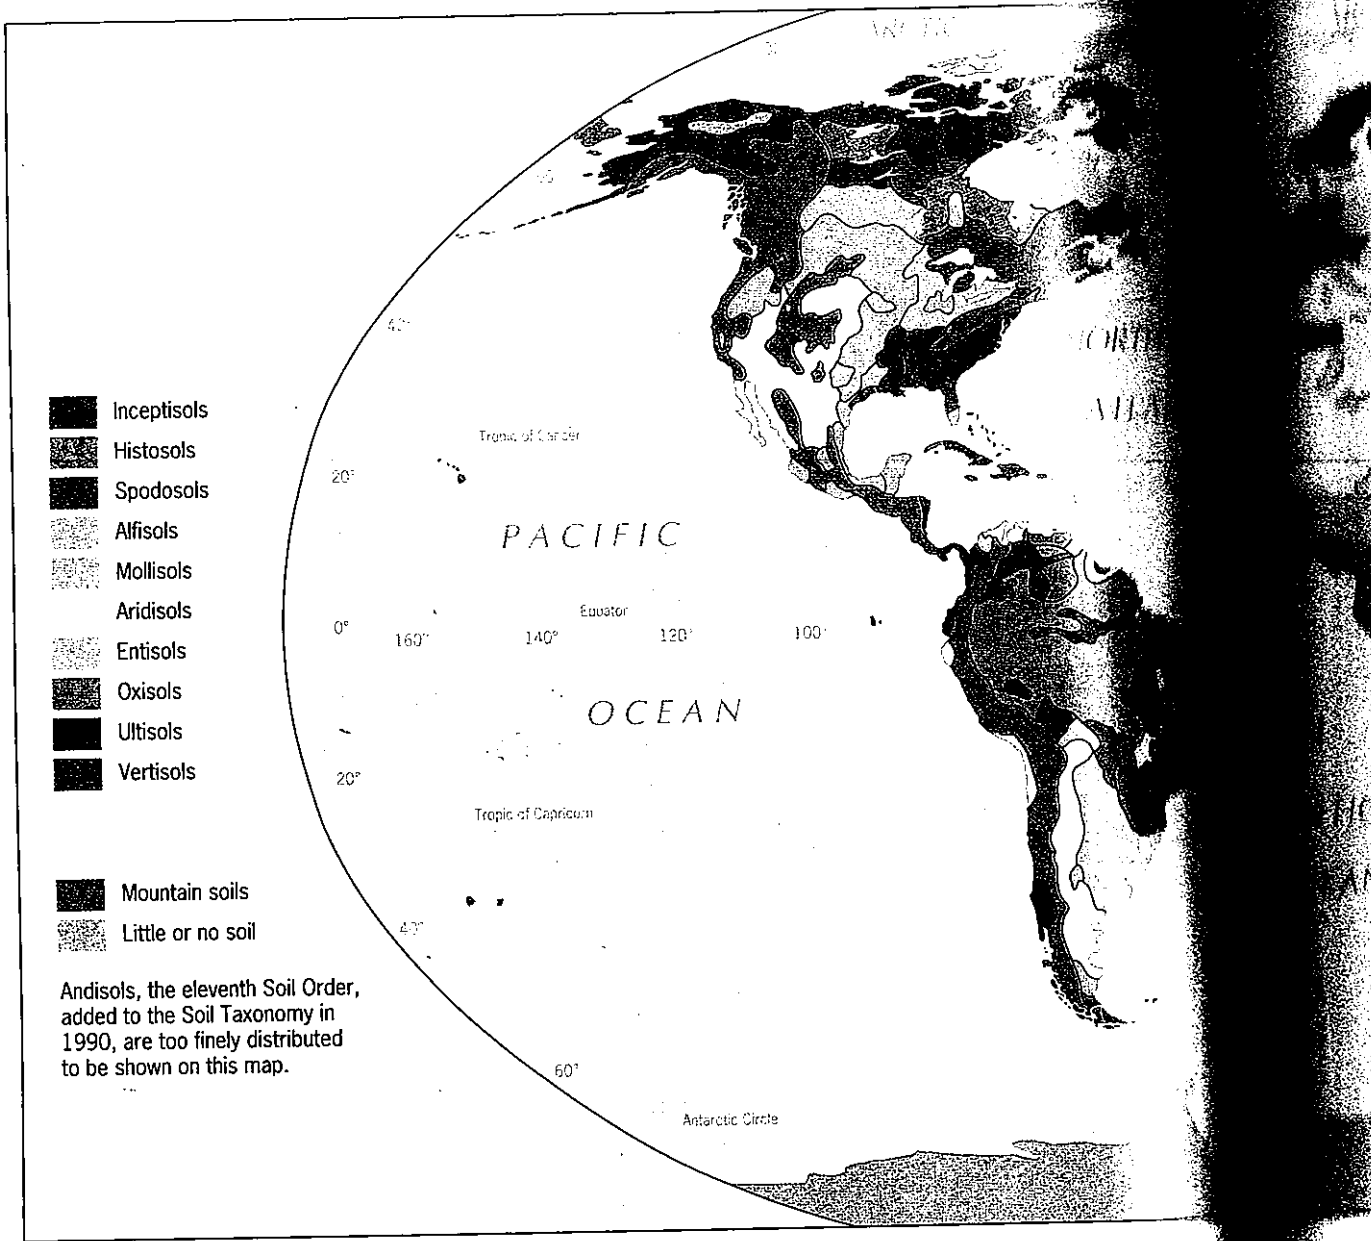 ARCTIC
40°
Inceptisols
Histosols
Spodosols
Alfisols
Mollisols
Aridisols
Entisols
Oxisols
Ultisols
Vertisols
Mountain soils
Little or no soil
Andisols, the eleventh Soil Order,
added to the Soil Taxonomy in
1990, are too finely distributed
to be shown on this map.
Tropic of Cancer
20°
PACIFIC
Equator
0°
160°
140°
120°
100°
OCEAN
20°
Tropic of Capricorn
40°
60°
Antarctic Circle